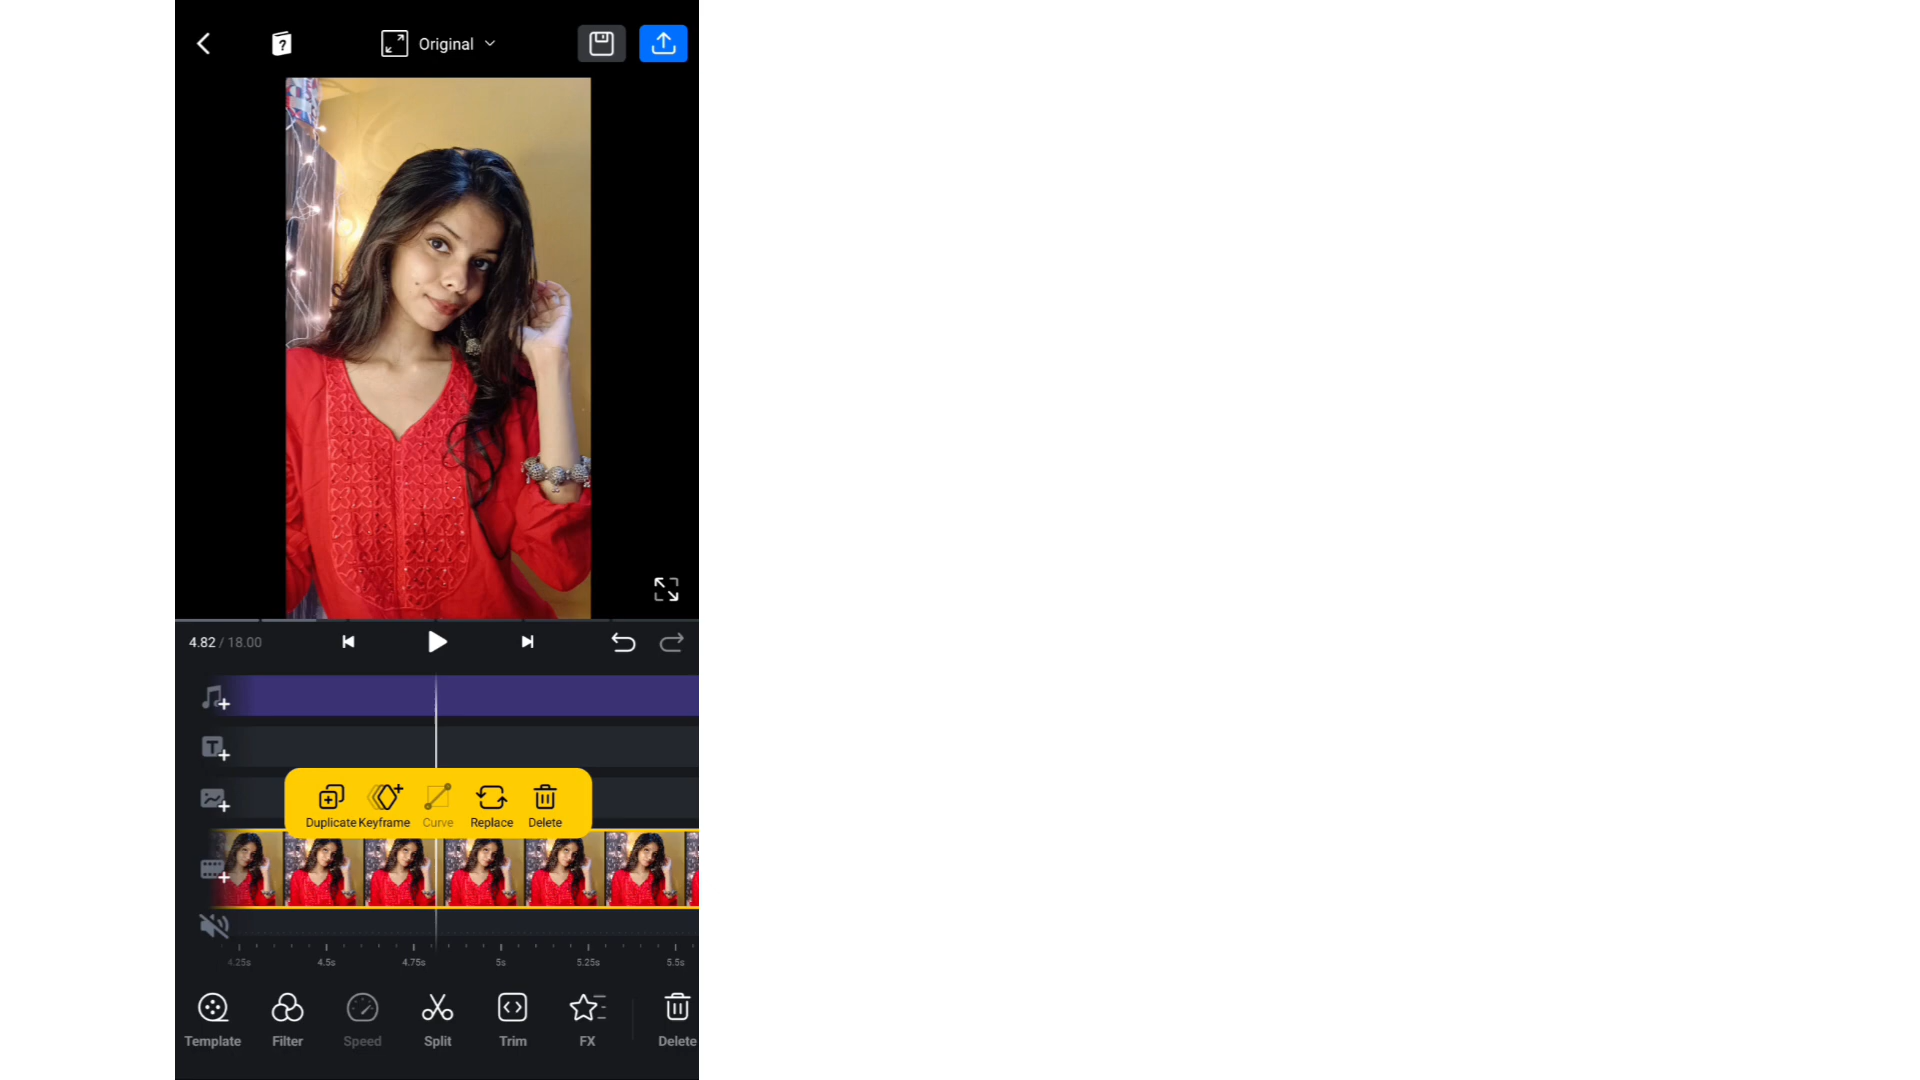 Original
4.82 / 18.00
Duplicate Keyframe Curve Replace Delete
4.25s 4.5s 4.75s 5s 5.25s 5.5s
Template Filter Speed Split Trim FX Delete